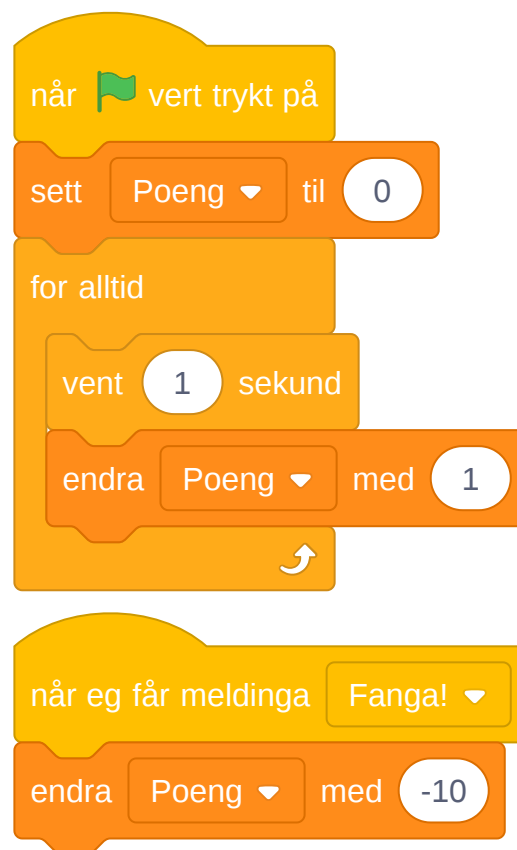 når vert trykt på
sett Poeng til 0
for alltid
vent 1 sekund
endra Poeng med 1
når eg får meldinga Fanga!
endra Poeng med -10